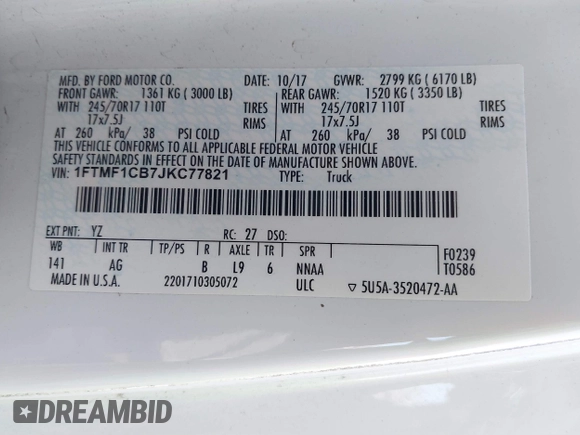 MFD. BY FORD MOTOR CO. DATE: 10/17 GVWR: 2799 KG ( 6170 LB)
FRONT GAWR: 1361 KG ( 3000 LB) REAR GAWR: 1520 KG ( 3350 LB)
WITH 245/70R17 110T TIRES WITH 245/70R17 110T TIRES
17x7.5J RIMS 17x7.5J RIMS
AT 260 kPa/ 38 PSI COLD AT 260 kPa/ 38 PSI COLD
THIS VEHICLE CONFORMS TO ALL APPLICABLE FEDERAL MOTOR VEHICLE
SAFETY STANDARDS IN EFFECT ON THE DATE OF MANUFACTURE SHOWN ABOVE.
VIN: 1FTMF1CB7JKC77821 TYPE: Truck
EXT PNT: YZ RC: 27 DSO:
WB INT TR TP/PS R AXLE TR SPR F0239
141 AG B L9 6 NNAA T0586
MADE IN U.S.A. 2201710305072 ULC ▽ 5U5A-3520472-AA
DREAMBID